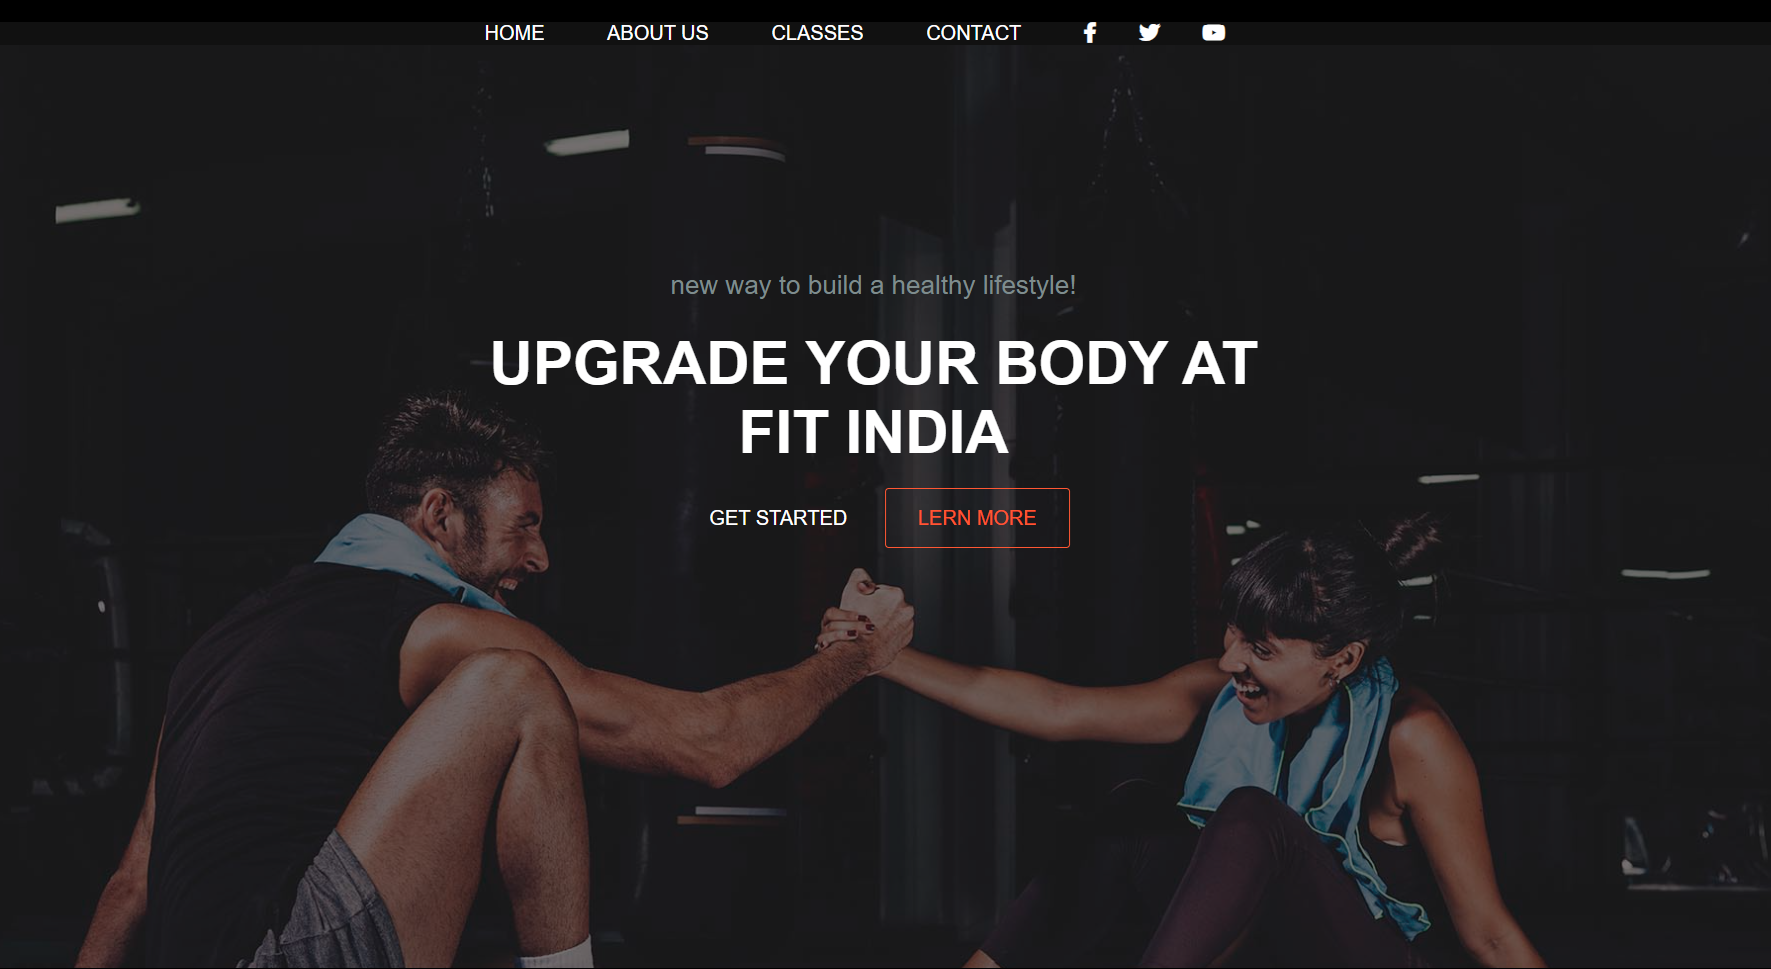 HOME ABOUT US CLASSES CONTACT
new way to build a healthy lifestyle!
UPGRADE YOUR BODY AT
FIT INDIA
GET STARTED LERN MORE